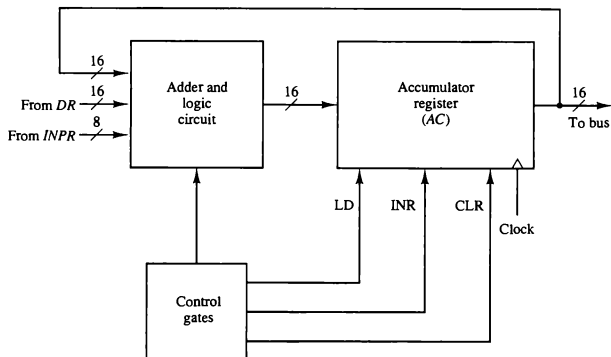 16
16
From DR
8
From INPR
Adder and
logic
circuit
16
Accumulator
register
(AC)
16
To bus
LD
INR
CLR
Clock
Control
gates